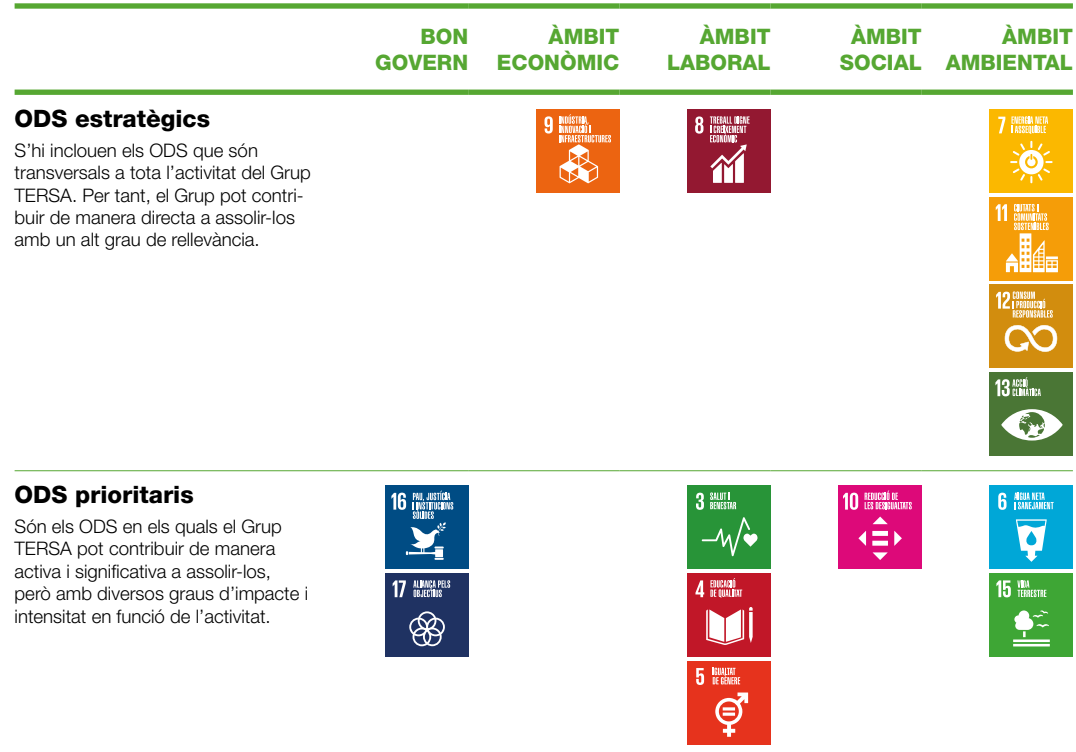 BON GOVERN
ÀMBIT ECONÒMIC
ÀMBIT LABORAL
ÀMBIT SOCIAL
ÀMBIT AMBIENTAL
ODS estratègics
S'hi inclouen els ODS que són
transversals a tota l'activitat del Grup
TERSA. Per tant, el Grup pot contri-
buir de manera directa a assolir-los
amb un alt grau de rellevància.
9 INDÚSTRIA,
INNOVACIÓ I
INFRAESTRUCTURES
8 TREBALL DIGNE
I CREIXEMENT
ECONÒMIC
7 ENERGIA NETA
I ASSEQUIBLE
11 CIUTATS I
COMUNITATS
SOSTENIBLES
12 CONSUM
I PRODUCCIÓ
RESPONSABLES
13 ACCIÓ
CLIMÀTICA
ODS prioritaris
Són els ODS en els quals el Grup
TERSA pot contribuir de manera
activa i significativa a assolir-los,
però amb diversos graus d'impacte i
intensitat en funció de l'activitat.
16 PAU, JUSTÍCIA
I INSTITUCIONS
SÒLIDES
17 ALIANÇA PELS
OBJECTIUS
3 SALUT I
BENESTAR
4 EDUCACIÓ
DE QUALITAT
5 IGUALTAT
DE GÈNERE
10 REDUCCIÓ DE
LES DESIGUALTATS
6 AIGUA NETA
I SANEJAMENT
15 VIDA
TERRESTRE